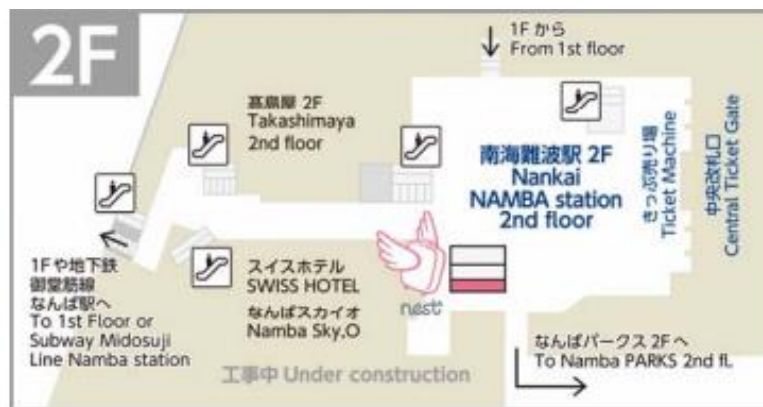 2F
1F から
From 1st floor
髙島屋 2F
Takashimaya
2nd floor
南海難波駅 2F
Nankai
NAMBA station
2nd floor
きっぷ売り場
Ticket Machine
中央改札口
Central Ticket Gate
1Fや地下鉄
御堂筋線
なんば駅へ
To 1st Floor or
Subway Midosuji
Line Namba station
スイスホテル
SWISS HOTEL
なんばスカイオ
Namba Sky,O
nest
なんばパークス 2Fへ
To Namba PARKS 2nd fl.
工事中 Under construction